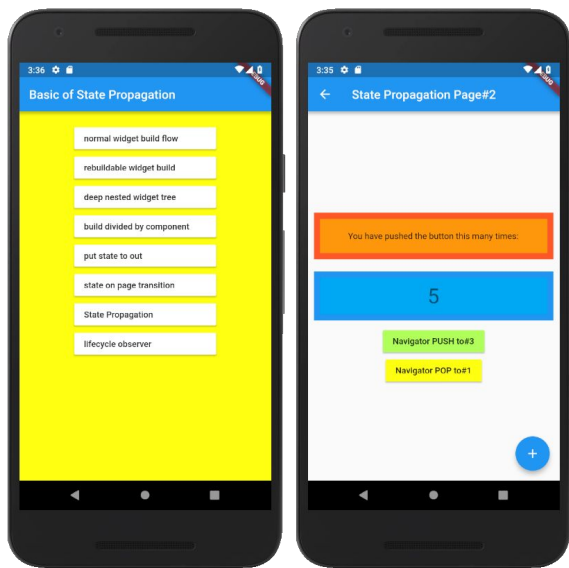 3:36
Basic of State Propagation
normal widget build flow
rebuildable widget build
deep nested widget tree
build divided by component
put state to out
state on page transition
State Propagation
lifecycle observer
3:35
State Propagation Page#2
You have pushed the button this many times:
5
Navigator PUSH to#3
Navigator POP to#1
+